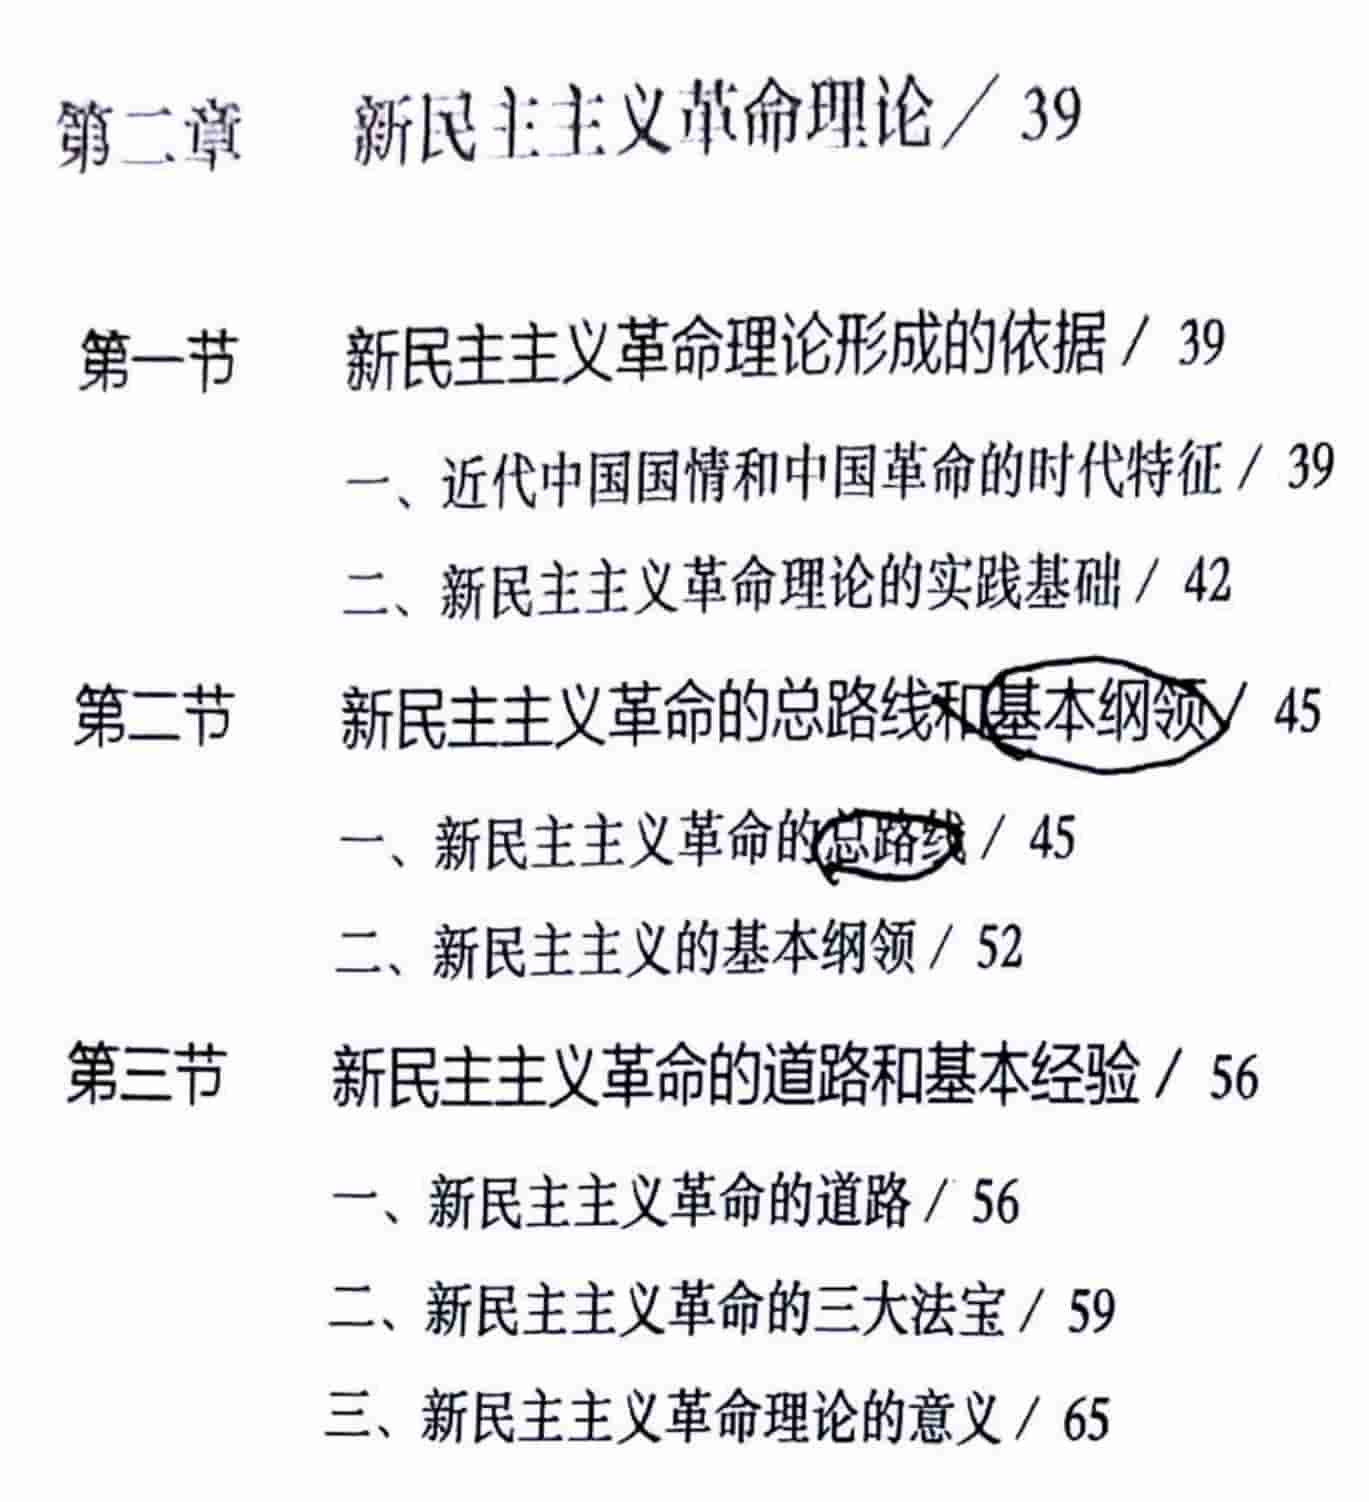 第二章 新民主主义革命理论 / 39
第一节 新民主主义革命理论形成的依据 / 39
一、近代中国国情和中国革命的时代特征 / 39
二、新民主主义革命理论的实践基础 / 42
第二节 新民主主义革命的总路线和基本纲领 / 45
一、新民主主义革命的总路线 / 45
二、新民主主义的基本纲领 / 52
第三节 新民主主义革命的道路和基本经验 / 56
一、新民主主义革命的道路 / 56
二、新民主主义革命的三大法宝 / 59
三、新民主主义革命理论的意义 / 65